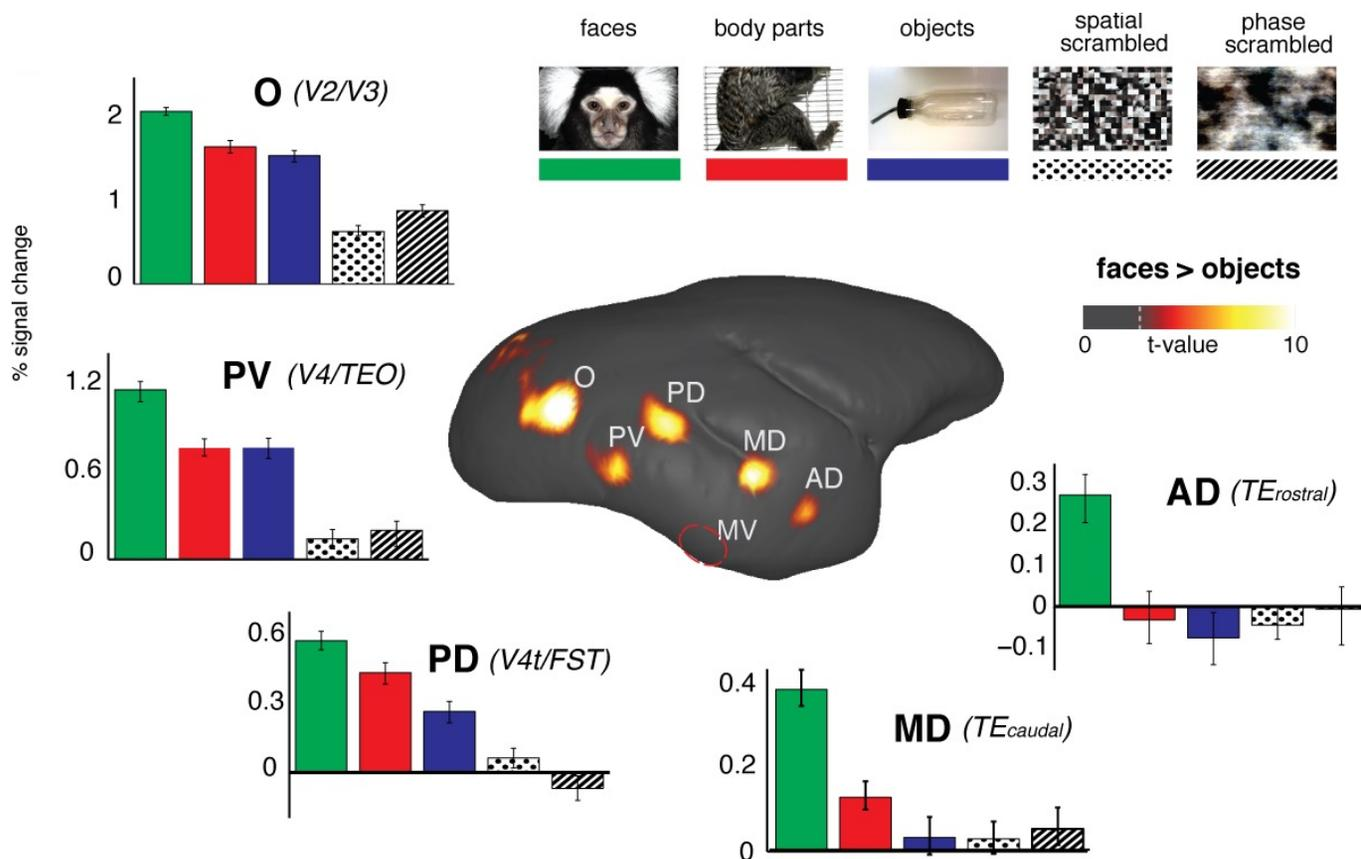 faces
body parts
objects
spatial
scrambled
phase
scrambled
O (V2/V3)
2
1
0
% signal change
faces > objects
0
t-value
10
PV (V4/TEO)
1.2
0.6
0
O
PD
PV
MD
AD
MV
AD (TErostral)
0.3
0.2
0.1
0
−0.1
PD (V4t/FST)
0.6
0.3
0
MD (TEcaudal)
0.4
0.2
0